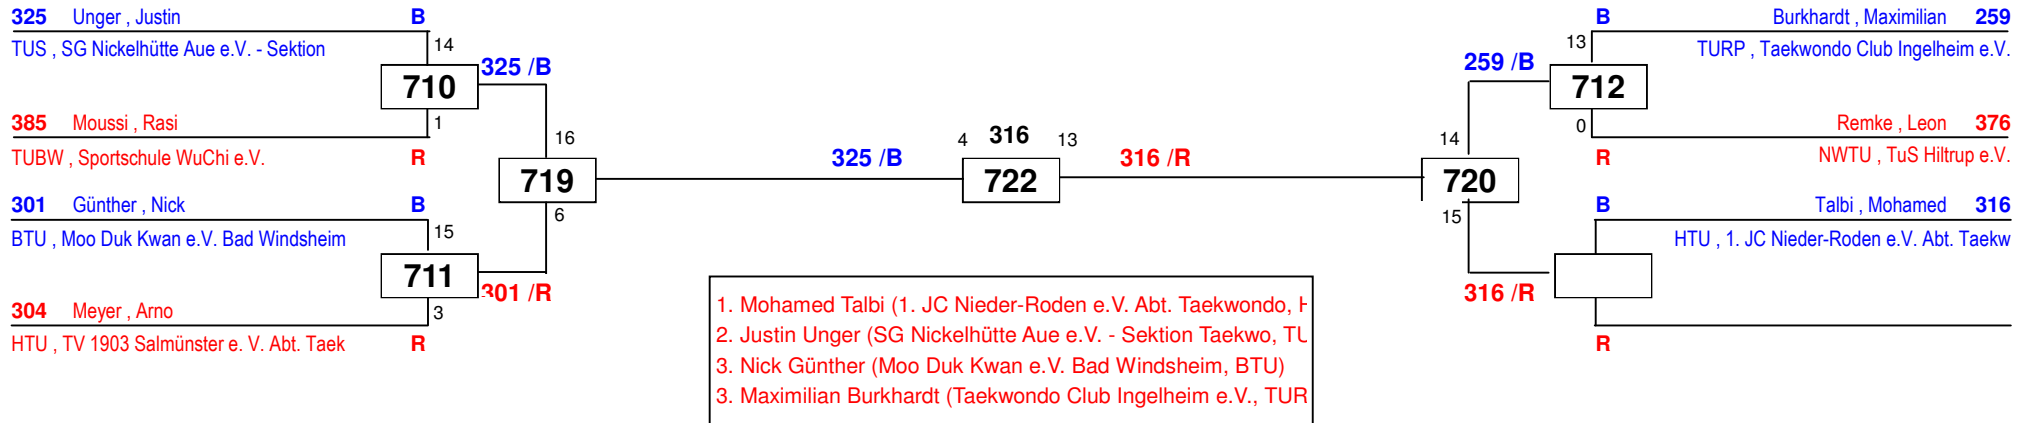 325 Unger , Justin B
TUS , SG Nickelhütte Aue e.V. - Sektion
14
710
325 /B
385 Moussi , Rasi
1
TUBW , Sportschule WuChi e.V. R
16
719
6
301 Günther , Nick B
BTU , Moo Duk Kwan e.V. Bad Windsheim
15
711
301 /R
304 Meyer , Arno
3
HTU , TV 1903 Salmünster e. V. Abt. Taek R
325 /B
4 316 13
722
316 /R
B Burkhardt , Maximilian 259
13
TURP , Taekwondo Club Ingelheim e.V.
259 /B
712
0
Remke , Leon 376
R NWTU , TuS Hiltrup e.V.
14
720
15
B Talbi , Mohamed 316
HTU , 1. JC Nieder-Roden e.V. Abt. Taekw
316 /R
R
1. Mohamed Talbi (1. JC Nieder-Roden e.V. Abt. Taekwondo, H
2. Justin Unger (SG Nickelhütte Aue e.V. - Sektion Taekwo, TU
3. Nick Günther (Moo Duk Kwan e.V. Bad Windsheim, BTU)
3. Maximilian Burkhardt (Taekwondo Club Ingelheim e.V., TUR